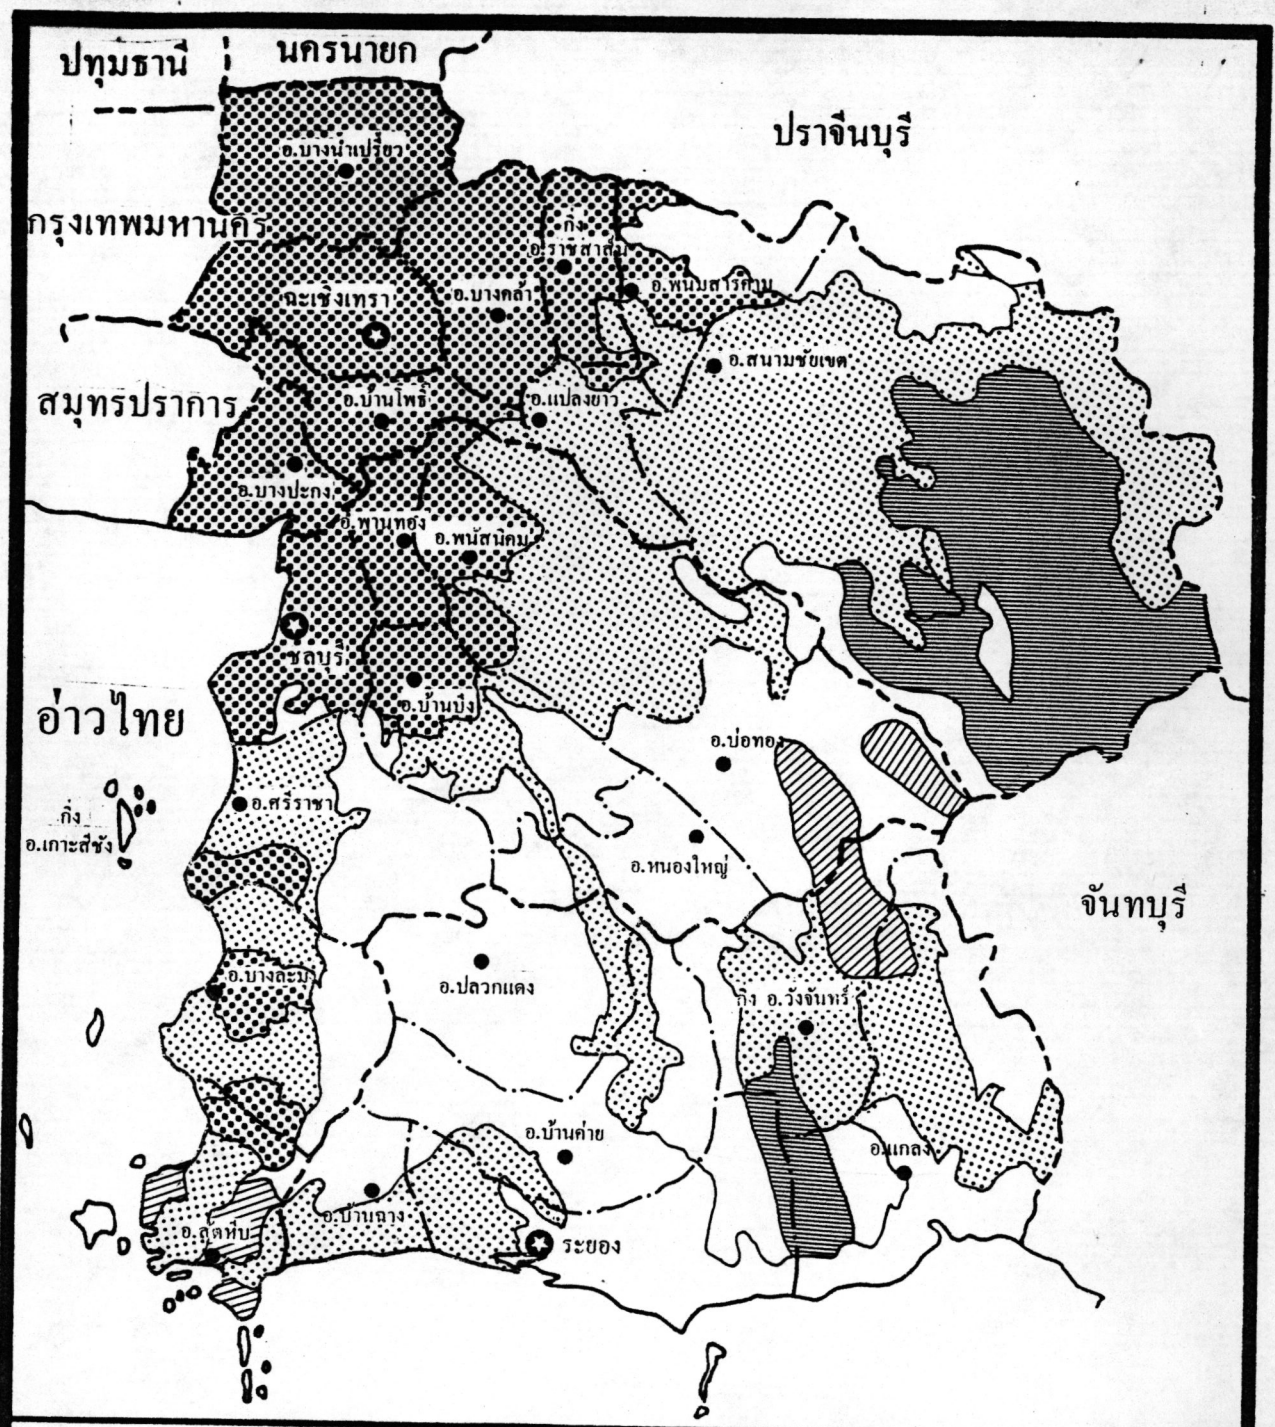 ปทุมธานี
นครนายก
ปราจีนบุรี
อ.บางน้ำเปรี้ยว
กรุงเทพมหานคร
กิ่ง
อ.ราชสาส์น
ฉะเชิงเทรา
อ.บางคล้า
อ.พนมสารคาม
อ.สนามชัยเขต
สมุทรปราการ
อ.บ้านโพธิ์
อ.แปลงยาว
อ.บางปะกง
อ.พานทอง
อ.พนัสนิคม
ชลบุรี
อ่าวไทย
อ.บ้านบึง
อ.บ่อทอง
อ.ศรีราชา
กิ่ง
อ.เกาะสีชัง
อ.หนองใหญ่
จันทบุรี
อ.บางละมุง
อ.ปลวกแดง
กิ่ง อ.วังจันทร์
อ.บ้านค่าย
อ.แกลง
อ.สัตหีบ
อ.บ้านฉาง
ระยอง